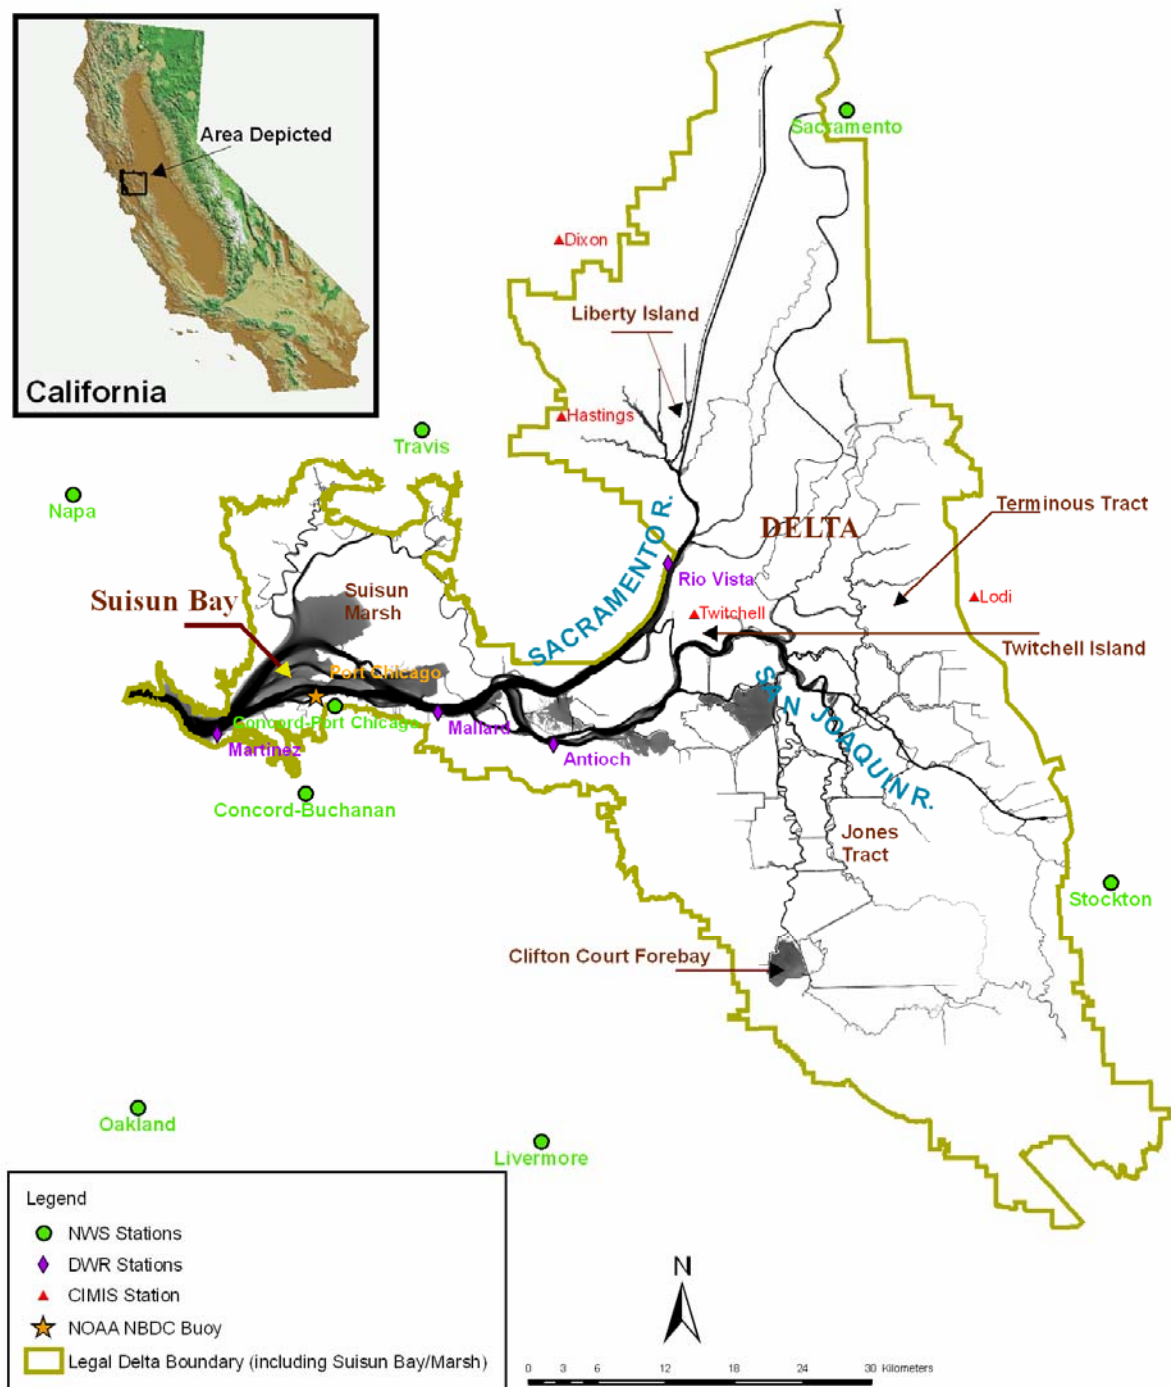 Area Depicted
California
Sacramento
Dixon
Liberty Island
Hastings
Travis
Napa
Terminous Tract
SACRAMENTO R.
DELTA
Rio Vista
Lodi
Suisun Bay
Suisun
Marsh
Twitchell
Twitchell Island
Port Chicago
SAN JOAQUIN R.
Concord-Port Chicago
Mallard
Martinez
Antioch
Concord-Buchanan
Jones
Tract
Stockton
Clifton Court Forebay
Oakland
Livermore
Legend
NWS Stations
DWR Stations
CIMIS Station
NOAA NBDC Buoy
Legal Delta Boundary (including Suisun Bay/Marsh)
N
0 3 6 12 18 24 30 Kilometers